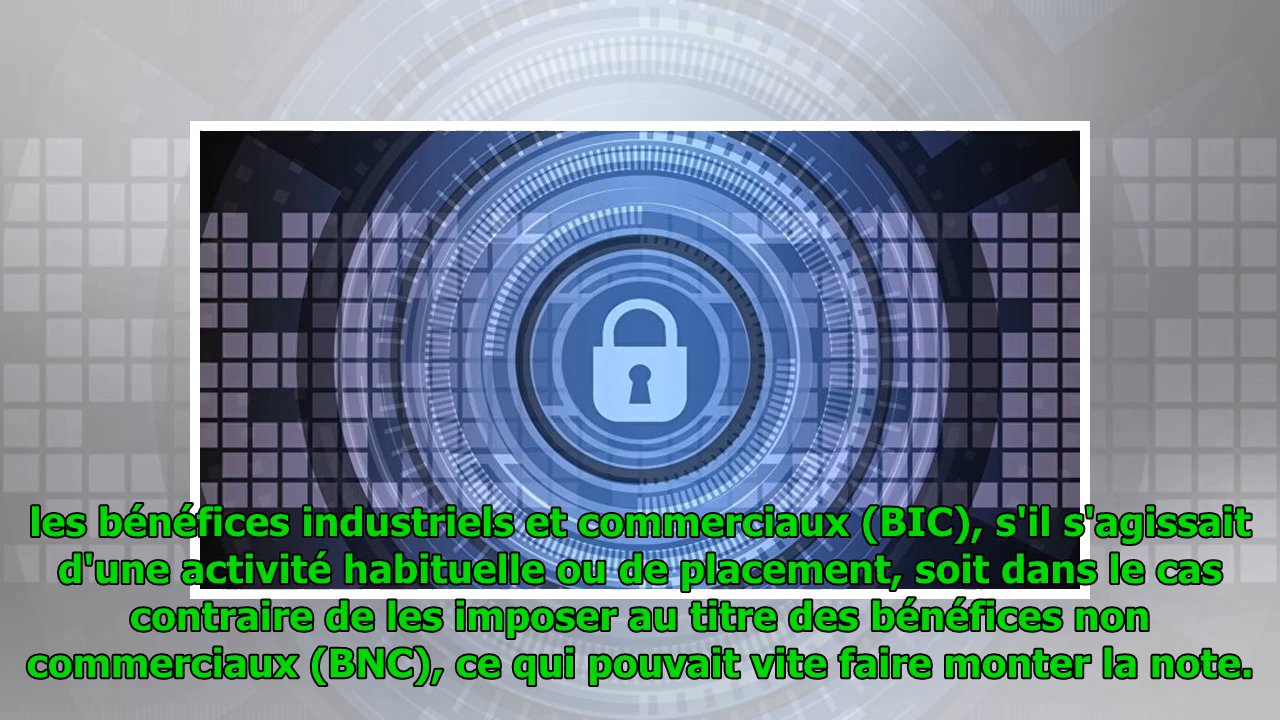 les bénéfices industriels et commerciaux (BIC), s'il s'agissait
d'une activité habituelle ou de placement, soit dans le cas
contraire de les imposer au titre des bénéfices non
commerciaux (BNC), ce qui pouvait vite faire monter la note.